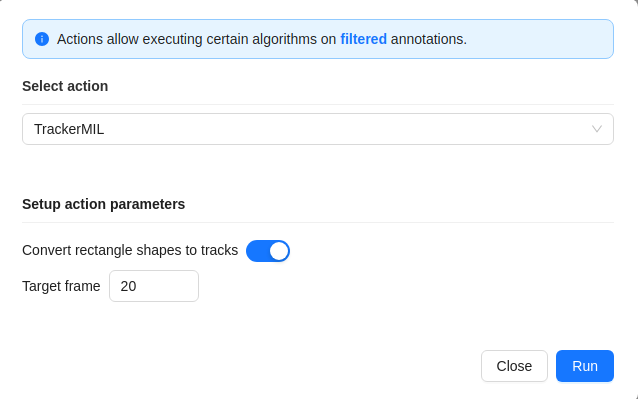 Actions allow executing certain algorithms on filtered annotations.
Select action
TrackerMIL
Setup action parameters
Convert rectangle shapes to tracks
Target frame 20
Close Run